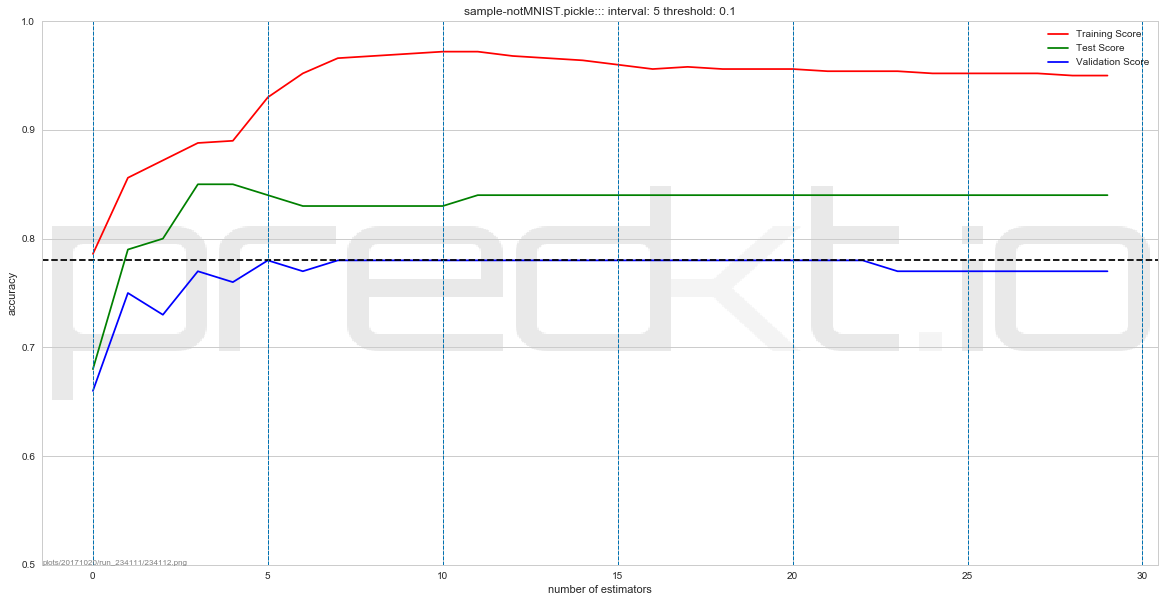 sample-notMNIST.pickle::: interval: 5 threshold: 0.1
1.0
Training Score
Test Score
Validation Score
0.9
0.8
predkt.io
accuracy
0.7
0.6
0.5
plots/20171020/run_234111/234112.png
0 5 10 15 20 25 30
number of estimators